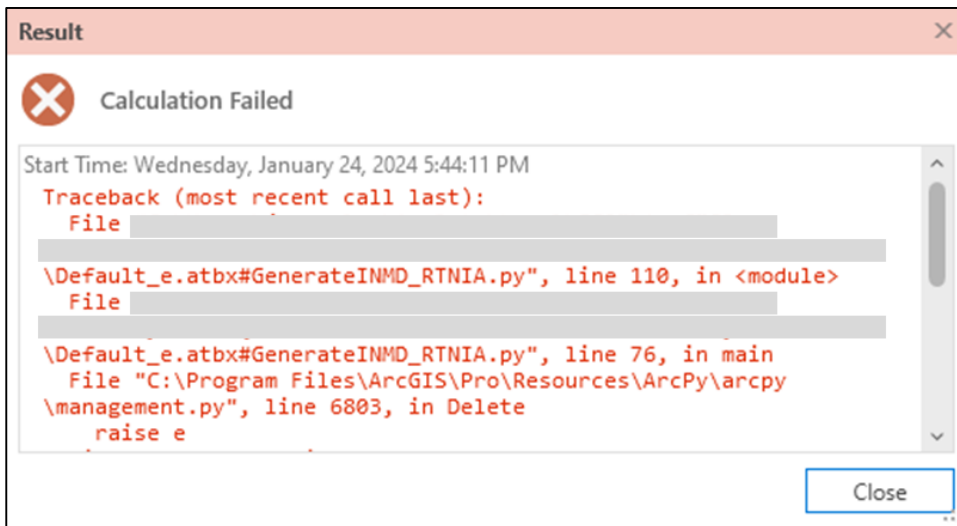 Result
Calculation Failed
Start Time: Wednesday, January 24, 2024 5:44:11 PM
Traceback (most recent call last):
File
\Default_e.atbx#GenerateINMD_RTNIA.py", line 110, in <module>
File
\Default_e.atbx#GenerateINMD_RTNIA.py", line 76, in main
File "C:\Program Files\ArcGIS\Pro\Resources\ArcPy\arcpy
\management.py", line 6803, in Delete
raise e
Close